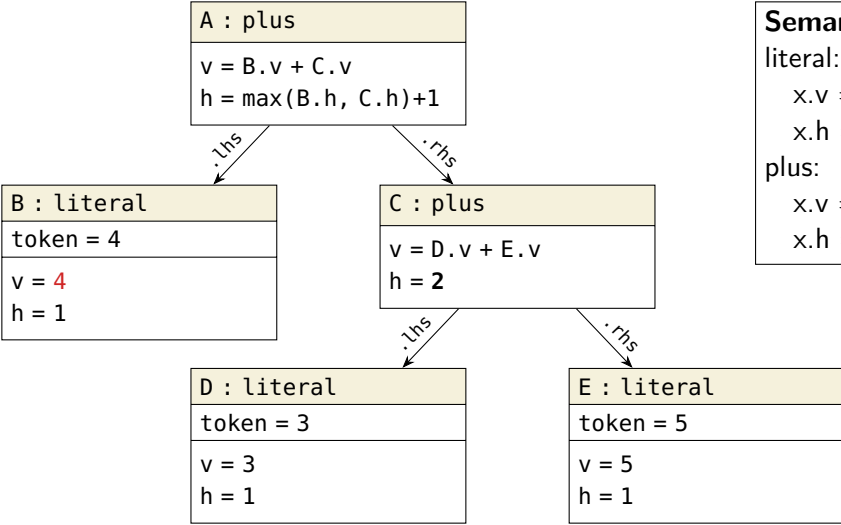 A : plus
v = B.v + C.v
h = max(B.h, C.h)+1
literal:
x.v
x.h
plus:
x.v
x.h
.lhs
.rhs
B : literal
token = 4
v = 4
h = 1
C : plus
v = D.v + E.v
h = 2
.lhs
.rhs
D : literal
token = 3
v = 3
h = 1
E : literal
token = 5
v = 5
h = 1